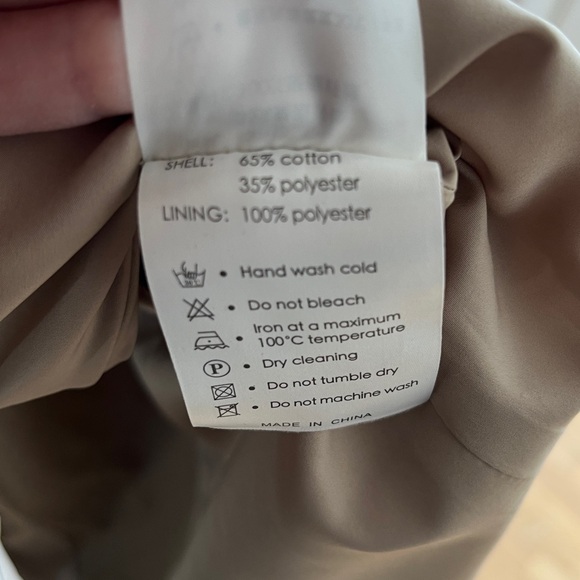 SHELL: 65% cotton
35% polyester
LINING: 100% polyester
• Hand wash cold
• Do not bleach
• Iron at a maximum
100°C temperature
P • Dry cleaning
• Do not tumble dry
• Do not machine wash
MADE IN CHINA